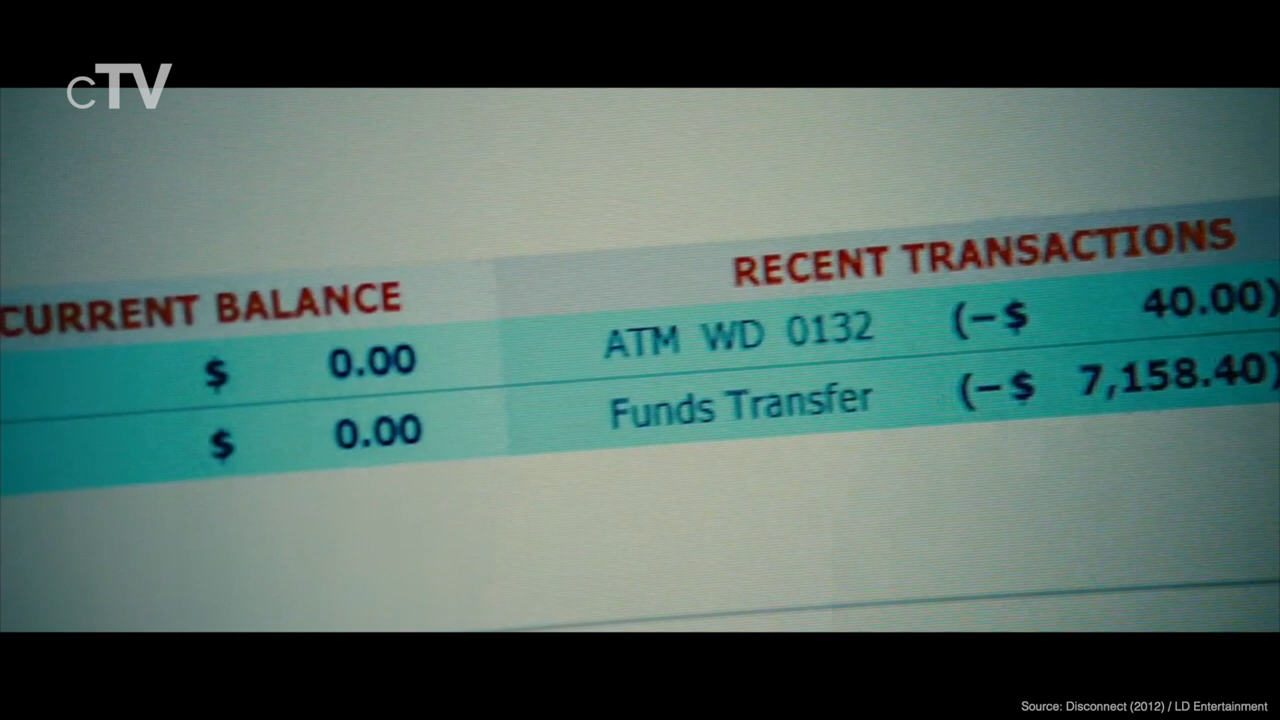 cTV
CURRENT BALANCE RECENT TRANSACTIONS
$ 0.00 ATM WD 0132 (-$ 40.00)
$ 0.00 Funds Transfer (-$ 7,158.40)
Source: Disconnect (2012) / LD Entertainment